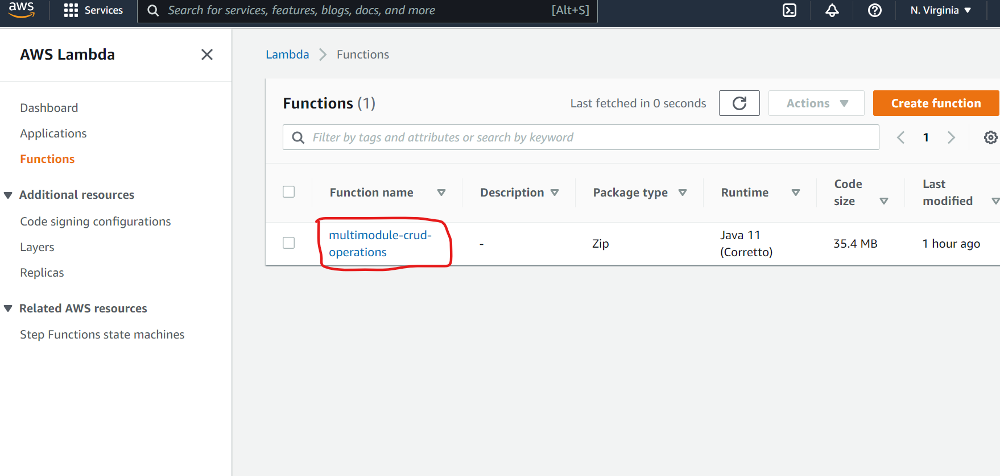 aws Services Search for services, features, blogs, docs, and more [Alt+S] N. Virginia
AWS Lambda
Dashboard
Applications
Functions
Additional resources
Code signing configurations
Layers
Replicas
Related AWS resources
Step Functions state machines
Lambda Functions
Functions (1) Last fetched in 0 seconds Actions Create function
Filter by tags and attributes or search by keyword 1
Function name Description Package type Runtime Code size Last modified
multimodule-crud-
operations
-
Zip
Java 11
(Corretto)
35.4 MB
1 hour ago